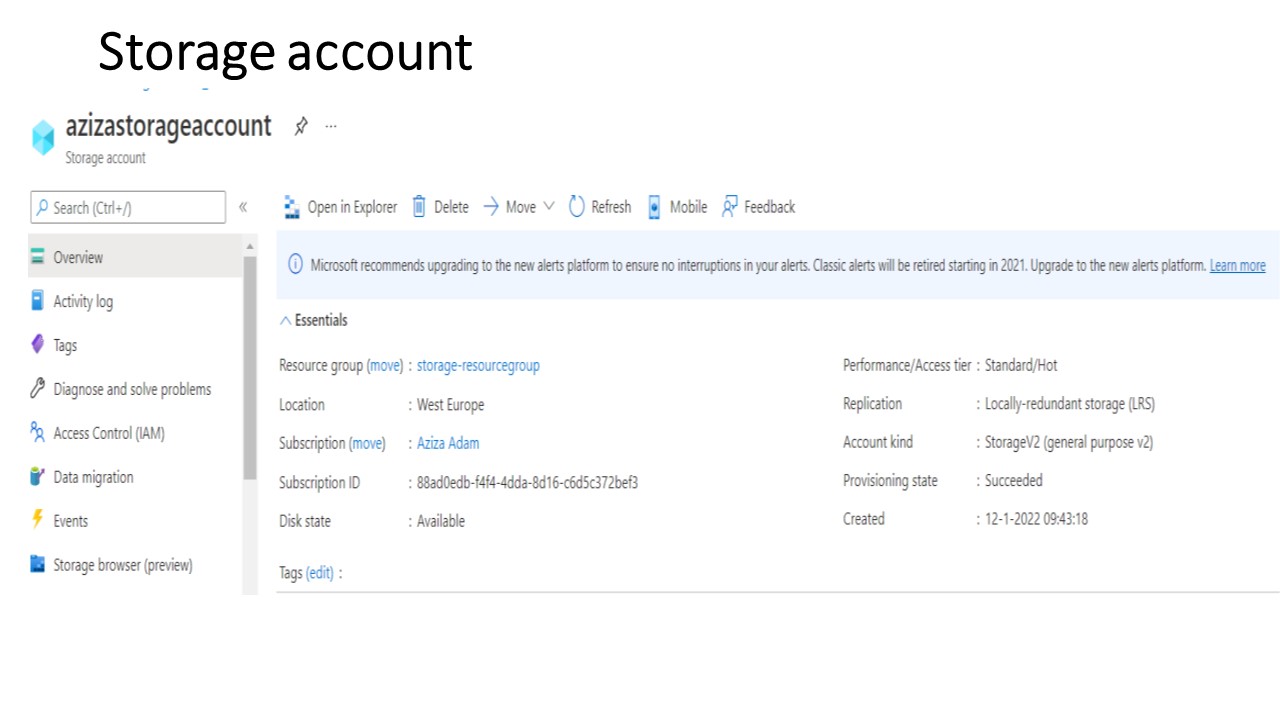 Storage account
azizastorageaccount ...
Storage account
Search (Ctrl+/) «
Open in Explorer Delete Move Refresh Mobile Feedback
Overview
Activity log
Tags
Diagnose and solve problems
Access Control (IAM)
Data migration
Events
Storage browser (preview)
Microsoft recommends upgrading to the new alerts platform to ensure no interruptions in your alerts. Classic alerts will be retired starting in 2021. Upgrade to the new alerts platform. Learn more
Essentials
Resource group (move) : storage-resourcegroup
Location : West Europe
Subscription (move) : Aziza Adam
Subscription ID : 88ad0edb-f4f4-4dda-8d16-c6d5c372bef3
Disk state : Available
Performance/Access tier : Standard/Hot
Replication : Locally-redundant storage (LRS)
Account kind : StorageV2 (general purpose v2)
Provisioning state : Succeeded
Created : 12-1-2022 09:43:18
Tags (edit) :